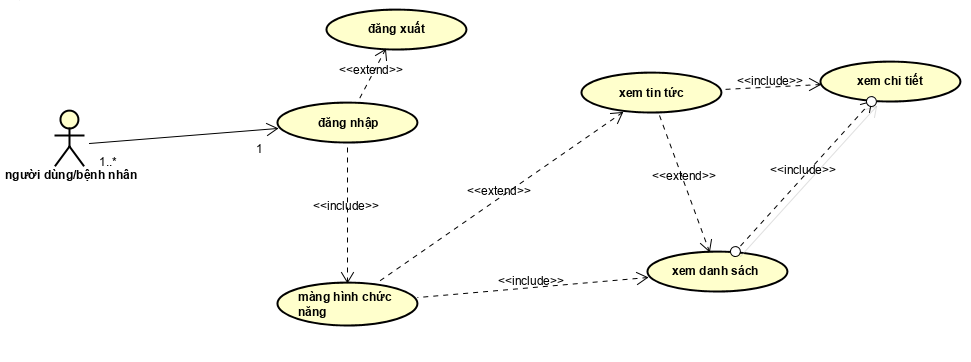 đăng xuất
<<extend>>
xem tin tức
<<include>>
xem chi tiết
đăng nhập
1..*
1
người dùng/bệnh nhân
<<include>>
<<extend>>
<<extend>>
<<include>>
màng hình chức
năng
<<include>>
xem danh sách